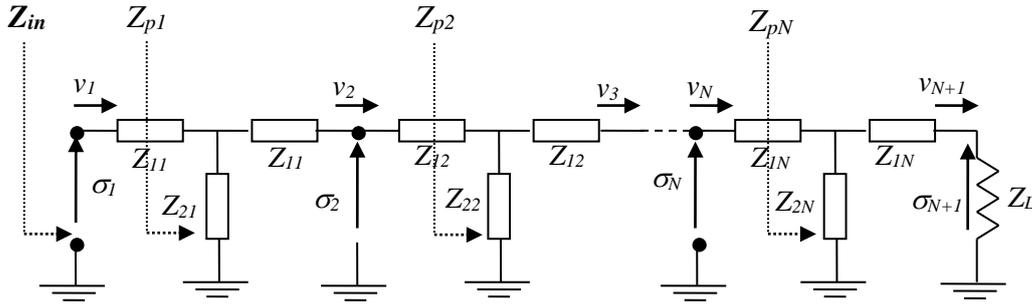 Zin Zp1 Zp2 ZpN
v1 v2 v3 vN vN+1
Z11 Z11 Z12 Z12 Z1N Z1N
σ1 Z21 σ2 Z22 σN Z2N σN+1 ZL